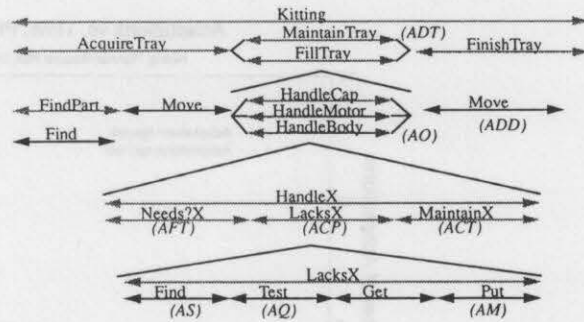 Kitting
MaintainTray (ADT)
AcquireTray FillTray FinishTray
HandleCap
FindPart Move HandleMotor Move
Find HandleBody (AO) (ADD)
HandleX
Needs?X LacksX MaintainX
(AFT) (ACP) (ACT)
LacksX
Find Test Get Put
(AS) (AQ) (AM)